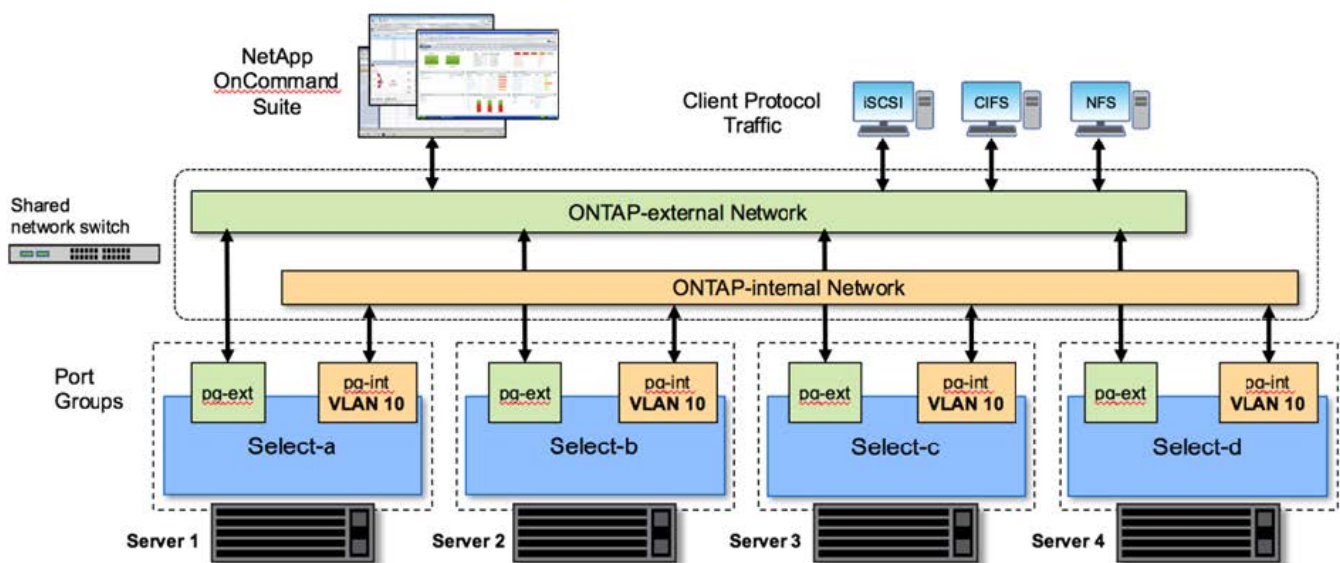 NetApp
OnCommand
Suite
Client Protocol
Traffic
iSCSI
CIFS
NFS
Shared
network switch
ONTAP-external Network
ONTAP-internal Network
Port
Groups
pg-ext
pg-int
VLAN 10
Select-a
pg-ext
pg-int
VLAN 10
Select-b
pg-ext
pg-int
VLAN 10
Select-c
pg-ext
pg-int
VLAN 10
Select-d
Server 1
Server 2
Server 3
Server 4